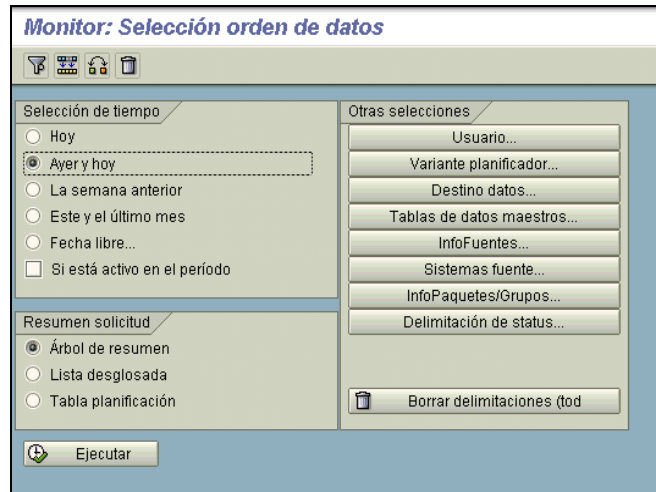 Monitor: Selección orden de datos
Selección de tiempo
Hoy
Ayer y hoy
La semana anterior
Este y el último mes
Fecha libre...
Si está activo en el período
Resumen solicitud
Árbol de resumen
Lista desglosada
Tabla planificación
Ejecutar
Otras selecciones
Usuario...
Variante planificador...
Destino datos...
Tablas de datos maestros...
InfoFuentes...
Sistemas fuente...
InfoPaquetes/Grupos...
Delimitación de status...
Borrar delimitaciones (tod